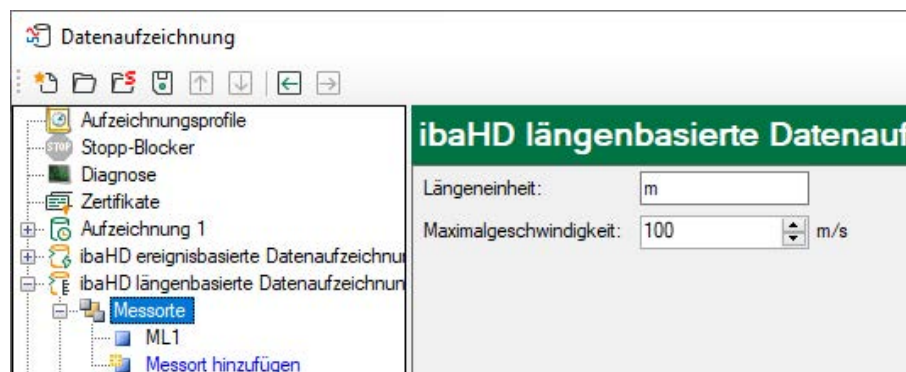 Datenaufzeichnung
Aufzeichnungsprofile
STOP Stopp-Blocker
Diagnose
Zertifikate
Aufzeichnung 1
ibaHD ereignisbasierte Datenaufzeichnu
ibaHD längenbasierte Datenaufzeichnun
Messorte
ML1
Messort hinzufügen
ibaHD längenbasierte Datenauf
Längeneinheit: m
Maximalgeschwindigkeit: 100 m/s